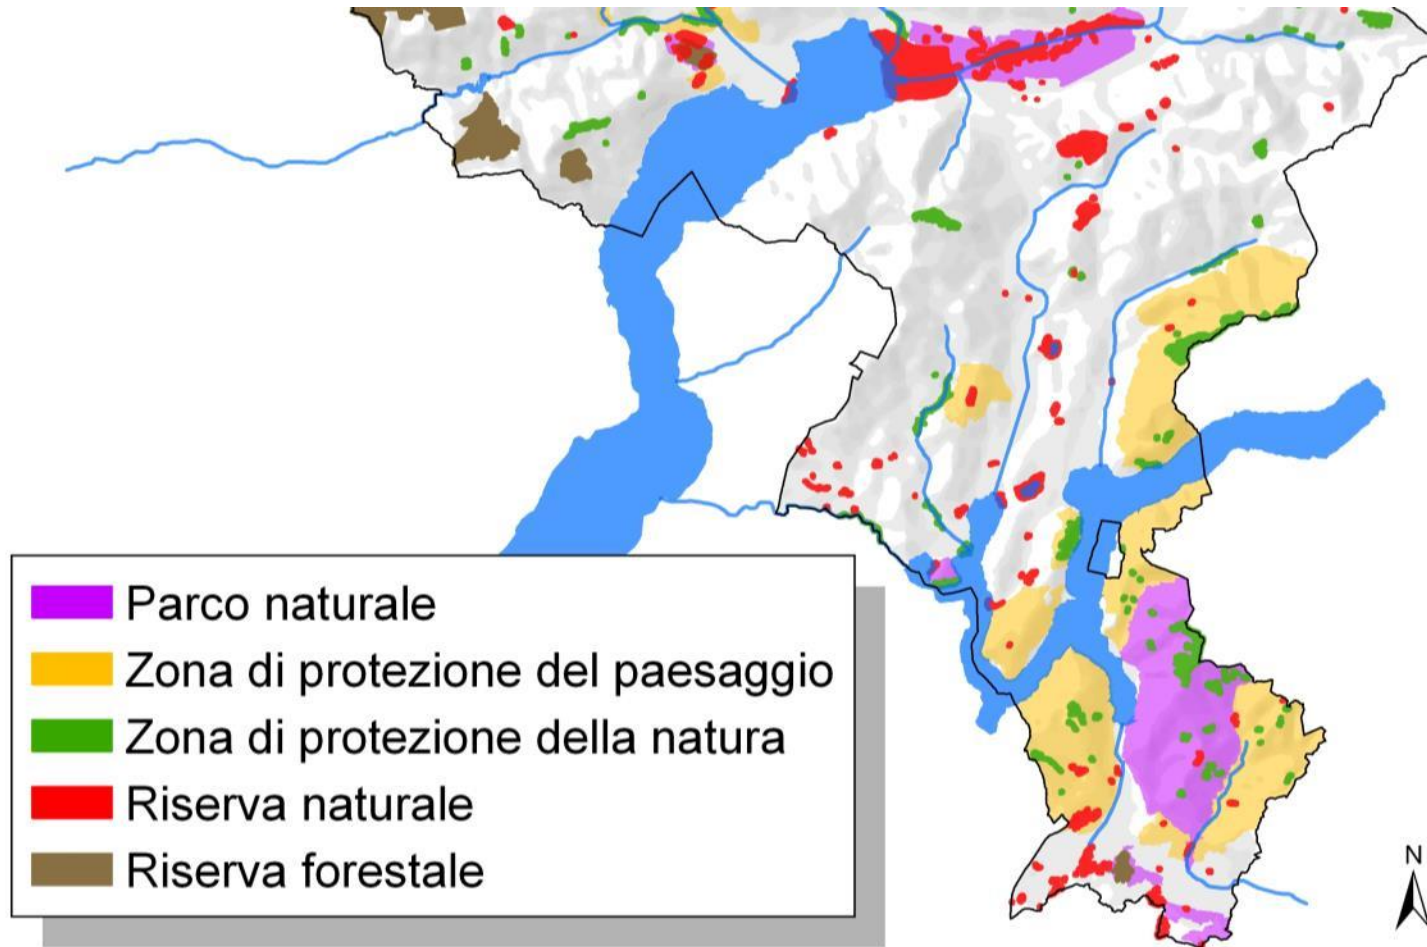 Parco naturale
Zona di protezione del paesaggio
Zona di protezione della natura
Riserva naturale
Riserva forestale
N